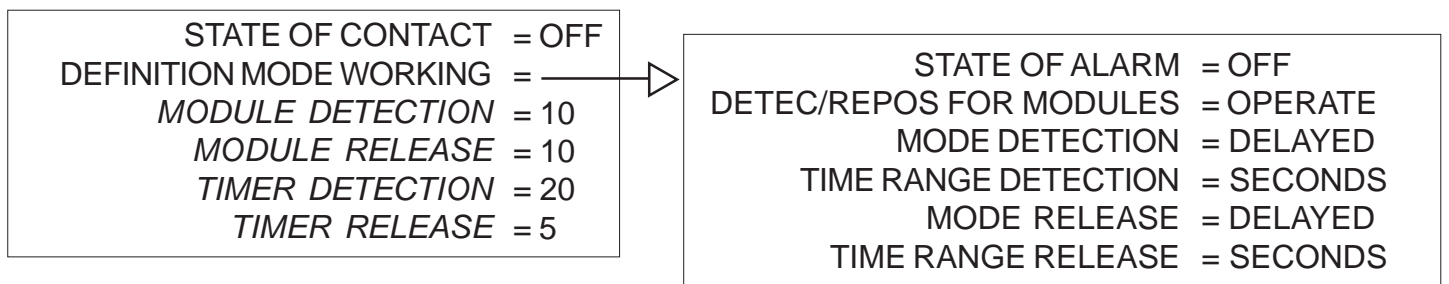 STATE OF CONTACT = OFF
DEFINITION MODE WORKING =
MODULE DETECTION = 10
MODULE RELEASE = 10
TIMER DETECTION = 20
TIMER RELEASE = 5
STATE OF ALARM = OFF
DETEC/REPOS FOR MODULES = OPERATE
MODE DETECTION = DELAYED
TIME RANGE DETECTION = SECONDS
MODE RELEASE = DELAYED
TIME RANGE RELEASE = SECONDS